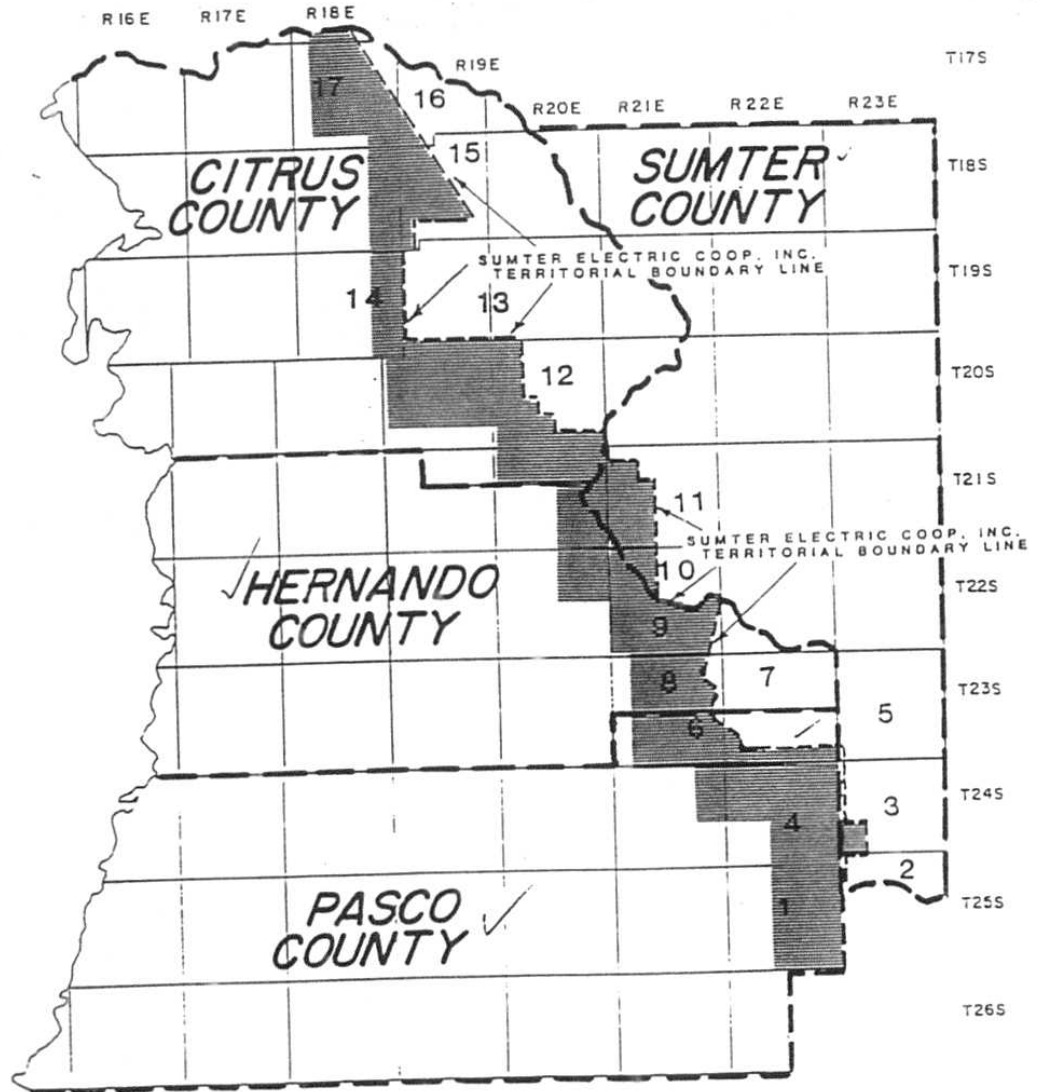 R16E R17E R18E
R19E
T17S
R20E R21E R22E R23E
17
16
15
CITRUS
COUNTY
SUMTER
COUNTY
T18S
SUMTER ELECTRIC COOP. INC.
TERRITORIAL BOUNDARY LINE
T19S
14
13
12
T20S
T21S
11
SUMTER ELECTRIC COOP. INC.
TERRITORIAL BOUNDARY LINE
10
T22S
HERNANDO
COUNTY
9
8
7
T23S
6
5
T24S
4
3
2
1
T25S
PASCO
COUNTY
T26S